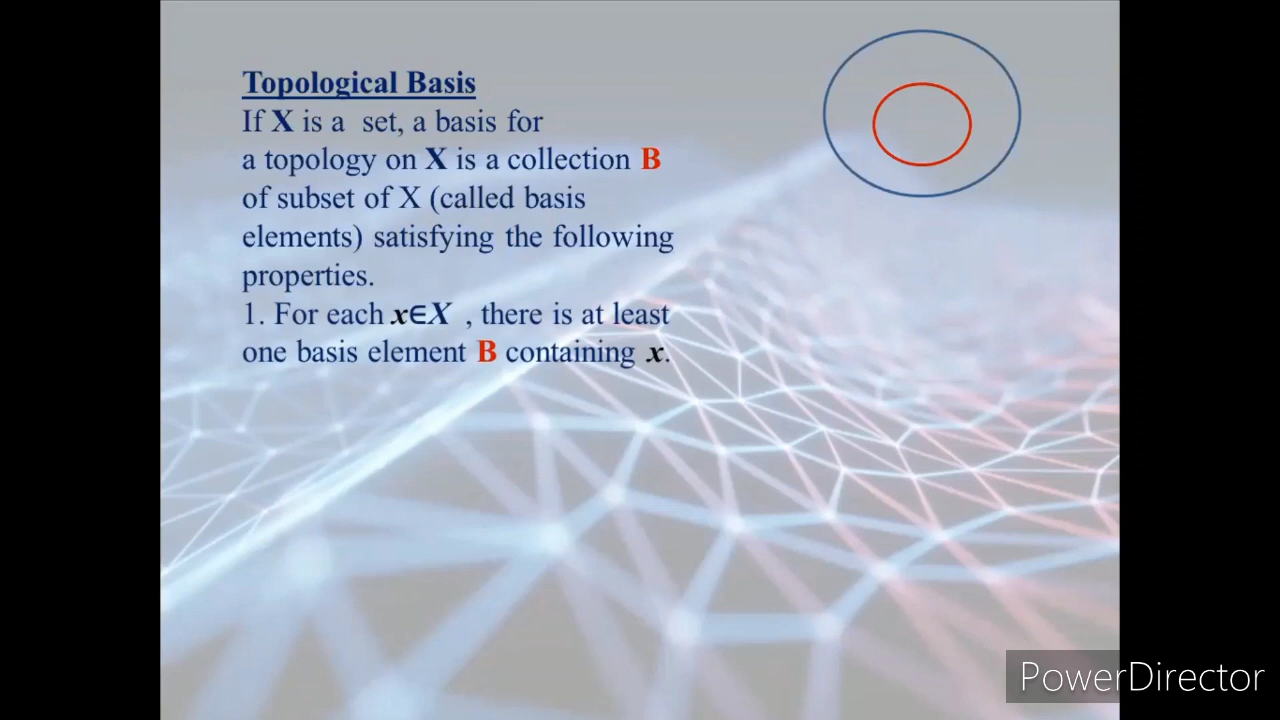 Topological Basis
If X is a set, a basis for
a topology on X is a collection B
of subset of X (called basis
elements) satisfying the following
properties.
1. For each x∈X , there is at least
one basis element B containing x.
PowerDirector